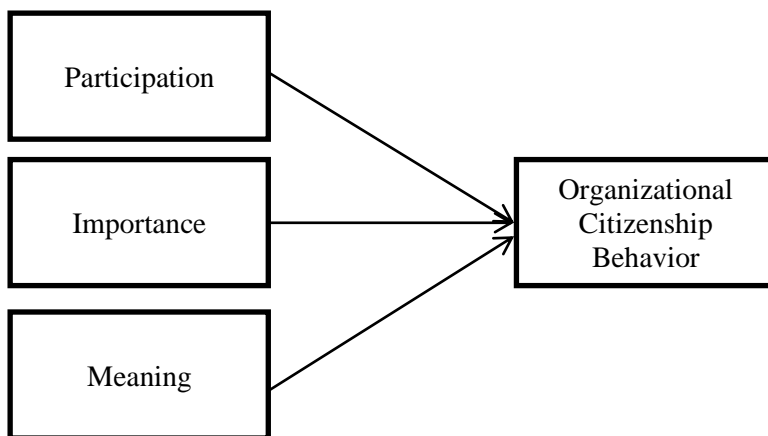 Participation
Importance
Meaning
Organizational
Citizenship
Behavior